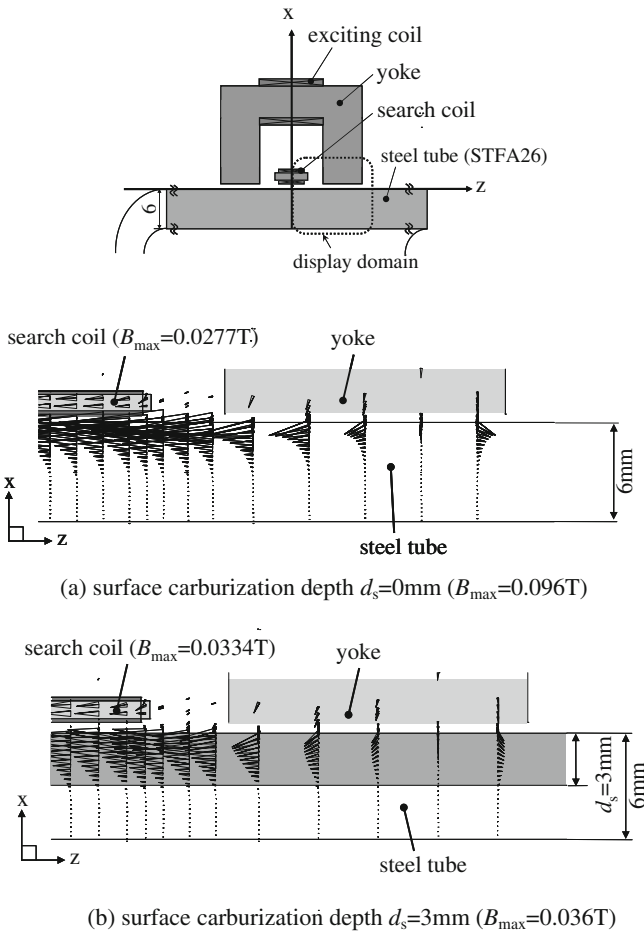 x
exciting coil
yoke
search coil
steel tube (STFA26)
z
6
display domain
search coil (Bmax=0.0277T)
yoke
6mm
x
z
steel tube
(a) surface carburization depth ds=0mm (Bmax=0.096T)
search coil (Bmax=0.0334T)
yoke
ds=3mm
6mm
x
z
steel tube
(b) surface carburization depth ds=3mm (Bmax=0.036T)